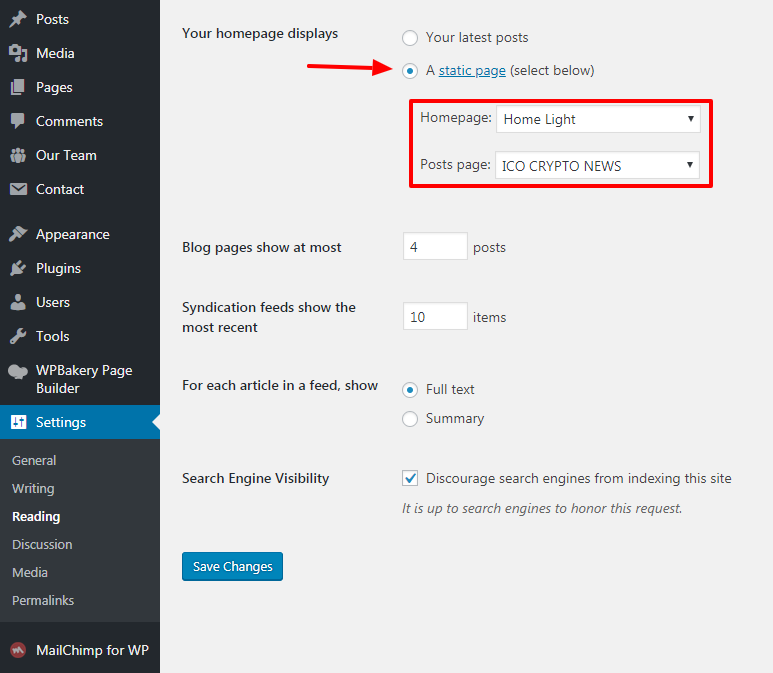 Posts
Media
Pages
Comments
Our Team
Contact
Appearance
Plugins
Users
Tools
WPBakery Page
Builder
Settings
General
Writing
Reading
Discussion
Media
Permalinks
MailChimp for WP
Your homepage displays
Your latest posts
A static page (select below)
Homepage: Home Light
Posts page: ICO CRYPTO NEWS
Blog pages show at most 4 posts
Syndication feeds show the
most recent
10 items
For each article in a feed, show
Full text
Summary
Search Engine Visibility
Discourage search engines from indexing this site
It is up to search engines to honor this request.
Save Changes